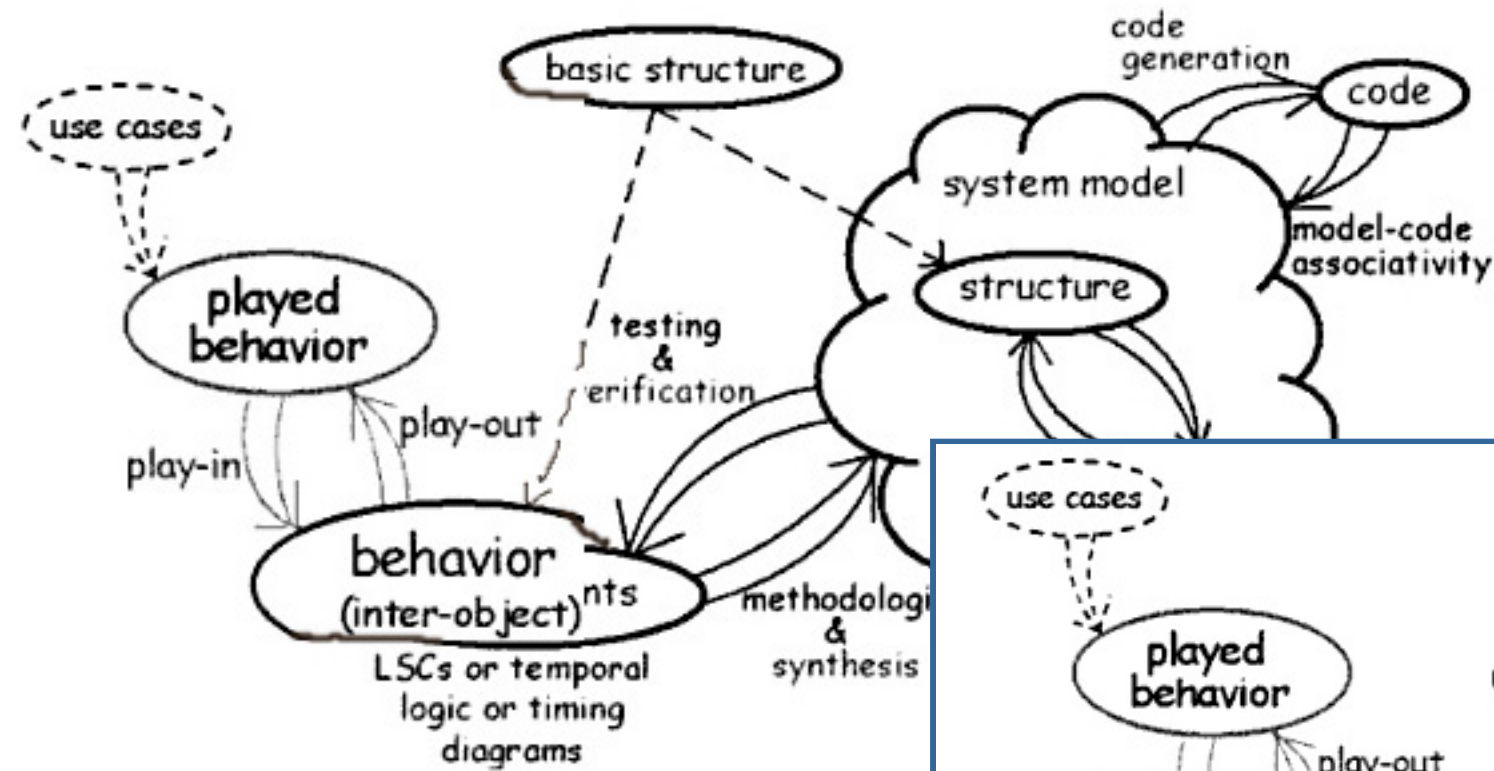 basic structure
code
generation
code
use cases
system model
model-code
associativity
played
behavior
structure
testing
&
erification
play-out
play-in
behavior
(inter-object)
nts
methodologi
&
synthesis
LSCs or temporal
logic or timing
diagrams
use cases
played
behavior
play-out